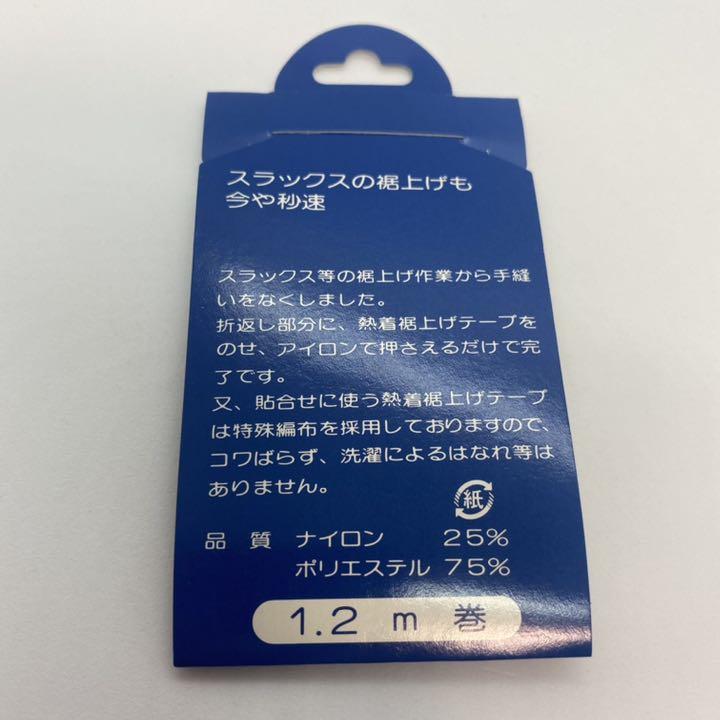 スラックスの裾上げも
今や秒速
スラックス等の裾上げ作業から手縫
いをなくしました。
折返し部分に、熱着裾上げテープを
のせ、アイロンで押さえるだけで完
了です。
又、貼合せに使う熱着裾上げテープ
は特殊編布を採用しておりますので、
コワばらず、洗濯によるはなれ等は
ありません。
紙
品 質 ナイロン 25%
ポリエステル 75%
1.2 m 巻